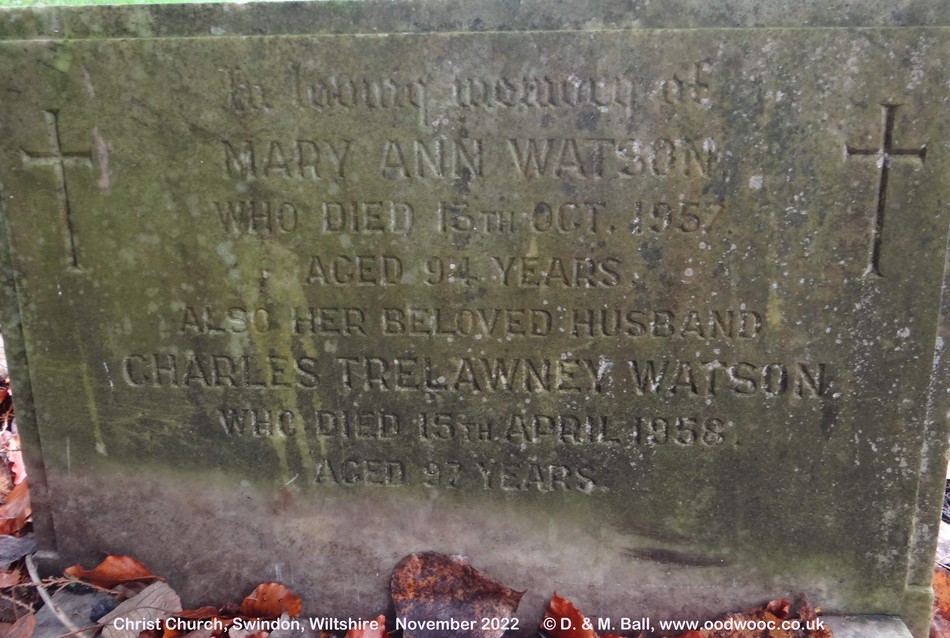 In loving memory of
MARY ANN WATSON
WHO DIED 13TH OCT. 1957.
AGED 94 YEARS
ALSO HER BELOVED HUSBAND
CHARLES TRELAWNEY WATSON
WHO DIED 15TH APRIL 1958.
AGED 97 YEARS.
Christ Church, Swindon, Wiltshire. November 2022 © D. & M. Ball, www.oodwooc.co.uk